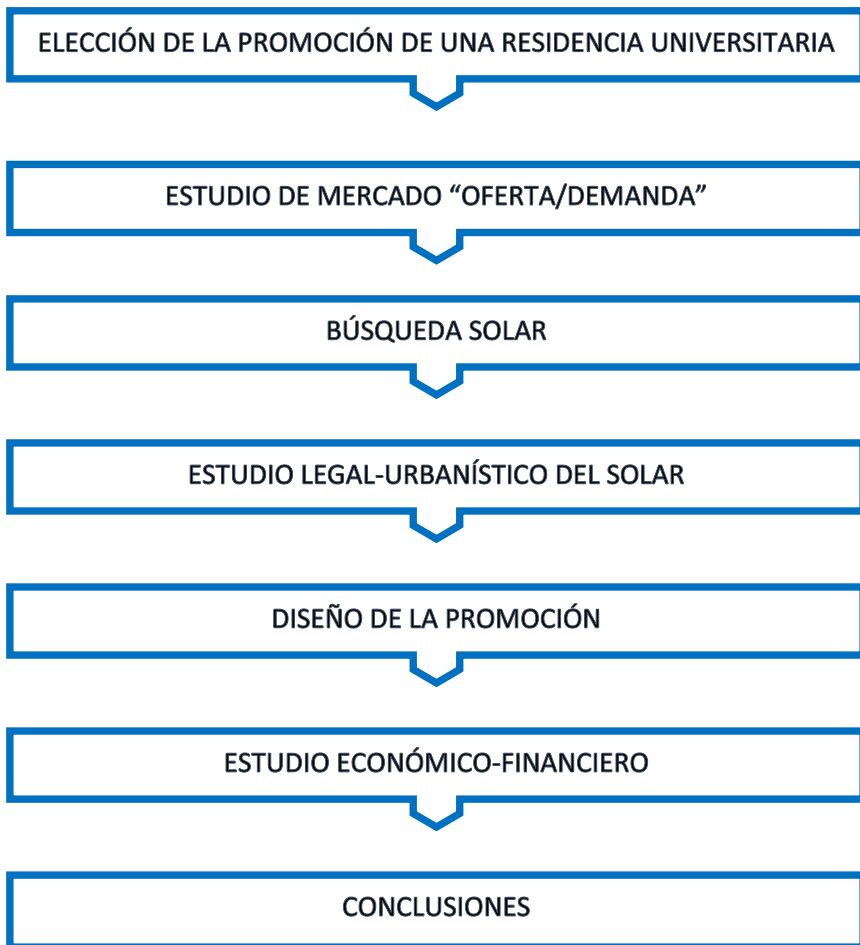 ELECCIÓN DE LA PROMOCIÓN DE UNA RESIDENCIA UNIVERSITARIA
ESTUDIO DE MERCADO “OFERTA/DEMANDA”
BÚSQUEDA SOLAR
ESTUDIO LEGAL-URBANÍSTICO DEL SOLAR
DISEÑO DE LA PROMOCIÓN
ESTUDIO ECONÓMICO-FINANCIERO
CONCLUSIONES